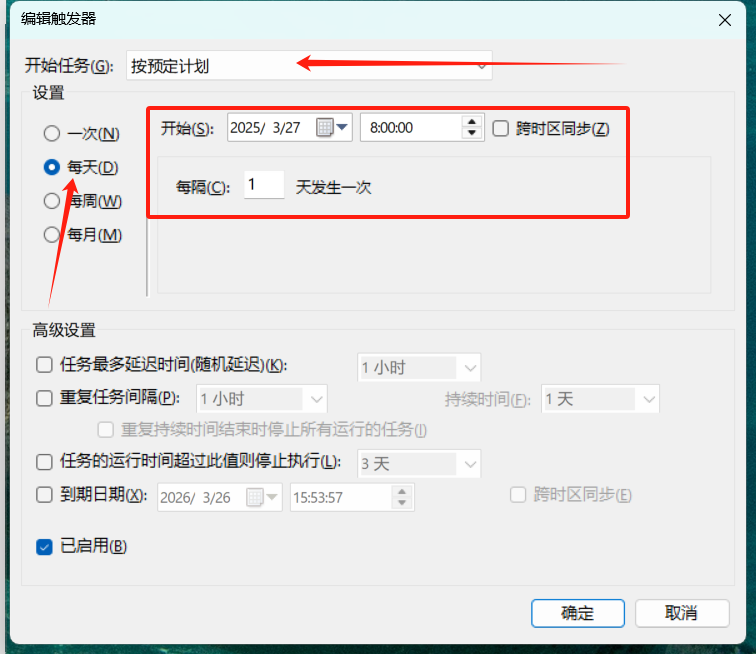 编辑触发器
开始任务(G): 按预定计划
设置
一次(N)
每天(D)
每周(W)
每月(M)
开始(S): 2025/ 3/27 8:00:00 跨时区同步(Z)
每隔(C): 1 天发生一次
高级设置
任务最多延迟时间(随机延迟)(K): 1 小时
重复任务间隔(P): 1 小时 持续时间(F): 1 天
重复持续时间结束时停止所有运行的任务(I)
任务的运行时间超过此值则停止执行(L): 3 天
到期日期(X): 2026/ 3/26 15:53:57 跨时区同步(E)
已启用(B)
确定 取消